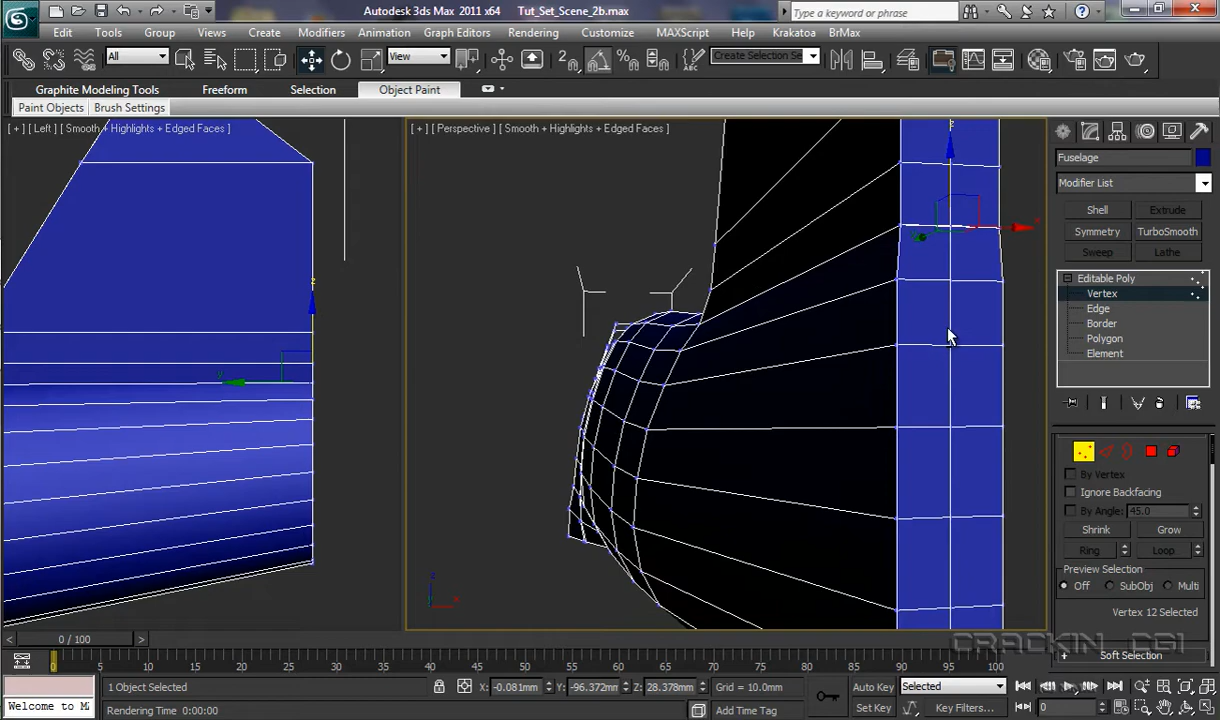 Autodesk 3ds Max 2011 x64 Tut_Set_Scene_2b.max
Type a keyword or phrase
Edit Tools Group Views Create Modifiers Animation Graph Editors Rendering Customize MAXScript Help Krakatoa BrMax
All View Create Selection Se
Graphite Modeling Tools Freeform Selection Object Paint
Paint Objects Brush Settings
[ + ] [ Left ] [ Smooth + Highlights + Edged Faces ]
[ + ] [ Perspective ] [ Smooth + Highlights + Edged Faces ]
Fuselage
Modifier List
Shell Extrude
Symmetry TurboSmooth
Sweep Lathe
Editable Poly
Vertex
Edge
Border
Polygon
Element
By Vertex
Ignore Backfacing
By Angle: 45.0
Shrink Grow
Ring Loop
Preview Selection
Off SubObj Multi
Vertex 12 Selected
CRACKIN CGI
Soft Selection
0 / 100
0 5 10 15 20 25 30 35 40 45 50 55 60 65 70 75 80 85 90 95 100
1 Object Selected X: -0.081mm Y: -96.372mm Z: 28.378mm Grid = 10.0mm Auto Key Selected
Welcome to M Rendering Time 0:00:00 Add Time Tag Set Key Key Filters... 0